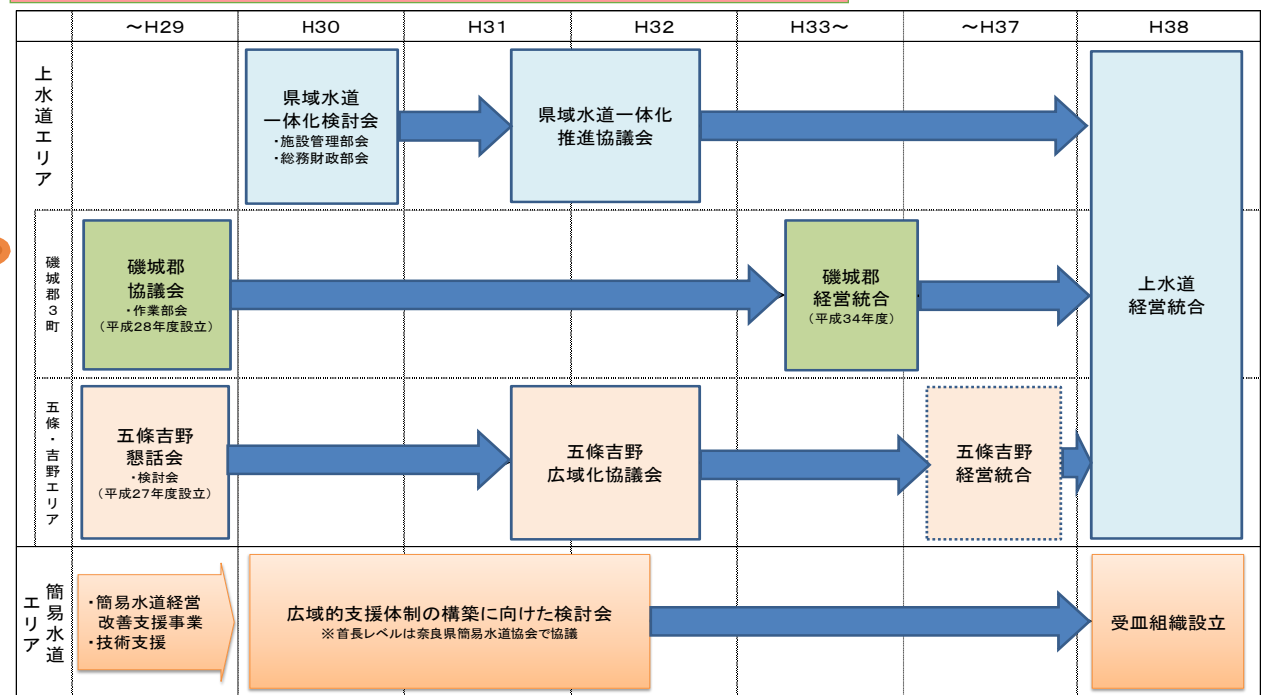 ～H29
H30
H31
H32
H33～
～H37
H38
上水道エリア
県域水道
一体化検討会
・施設管理部会
・総務財政部会
県域水道一体化
推進協議会
磯城郡3町
磯城郡
協議会
・作業部会
（平成28年度設立）
磯城郡
経営統合
（平成34年度）
上水道
経営統合
五條・吉野エリア
五條吉野
懇話会
・検討会
（平成27年度設立）
五條吉野
広域化協議会
五條吉野
経営統合
簡易水道
エリア
・簡易水道経営
改善支援事業
・技術支援
広域的支援体制の構築に向けた検討会
※首長レベルは奈良県簡易水道協会で協議
受皿組織設立